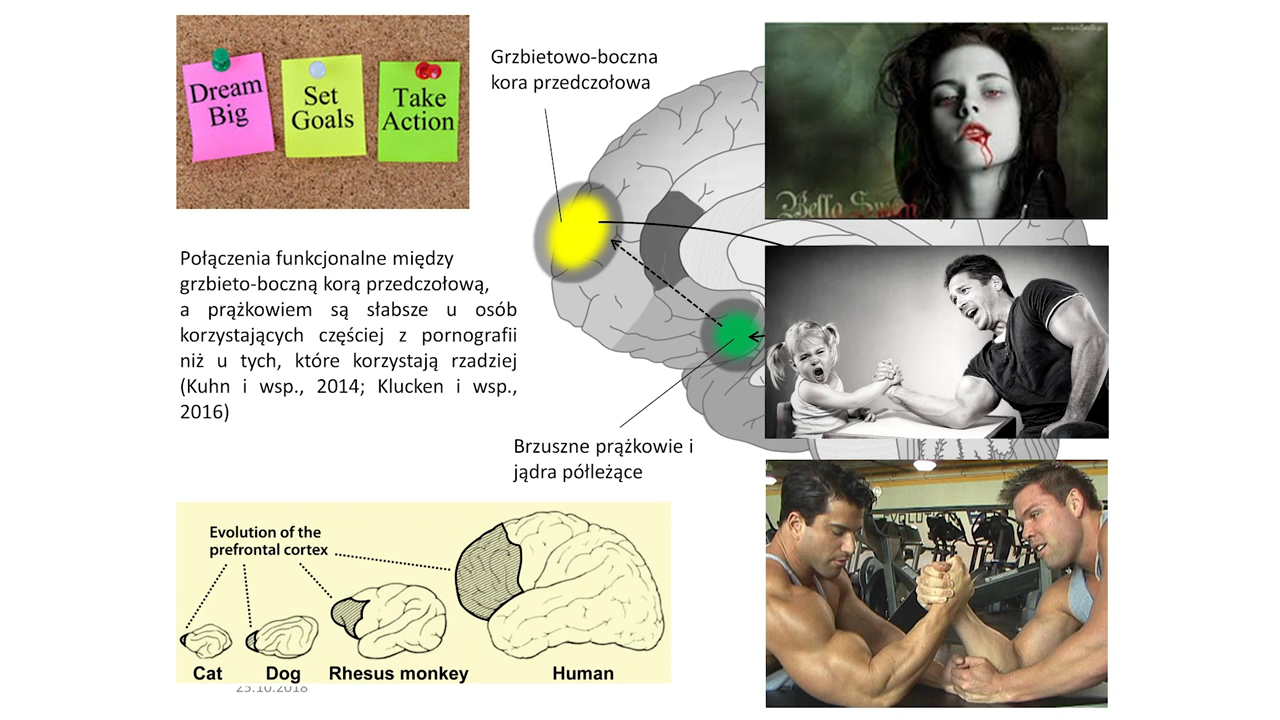 Dream
Big
Set
Goals
Take
Action
Grzbietowo-boczna
kora przedczołowa
Bella Swan
Połączenia funkcjonalne między
grzbieto-boczną korą przedczołową,
a prążkowiem są słabsze u osób
korzystających częściej z pornografii
niż u tych, które korzystają rzadziej
(Kuhn i wsp., 2014; Klucken i wsp.,
2016)
Brzuszne prążkowie i
jądra półleżące
Evolution of the
prefrontal cortex
Cat Dog Rhesus monkey Human
25.10.2018